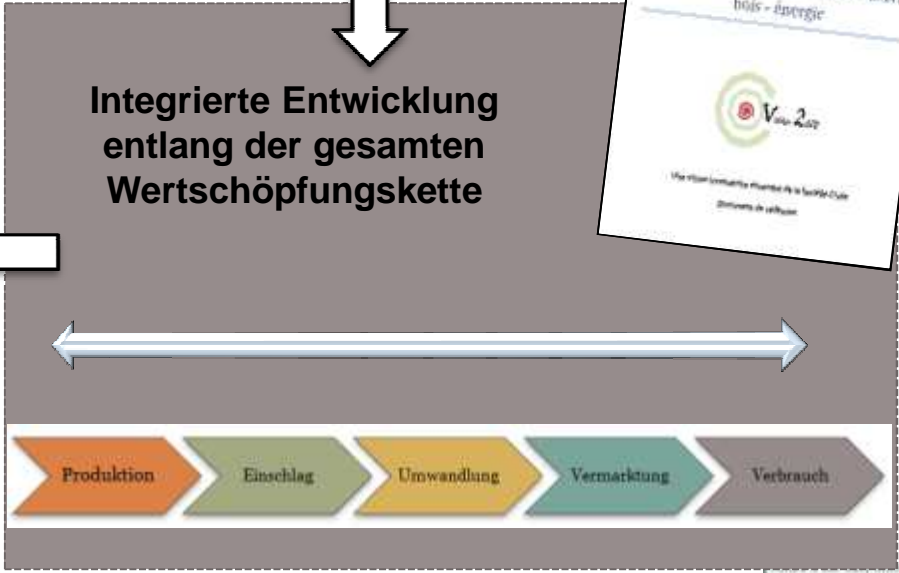 bois - énergie
Integrierte Entwicklung
entlang der gesamten
Wertschöpfungskette
Produktion
Einschlag
Umwandlung
Vermarktung
Verbrauch